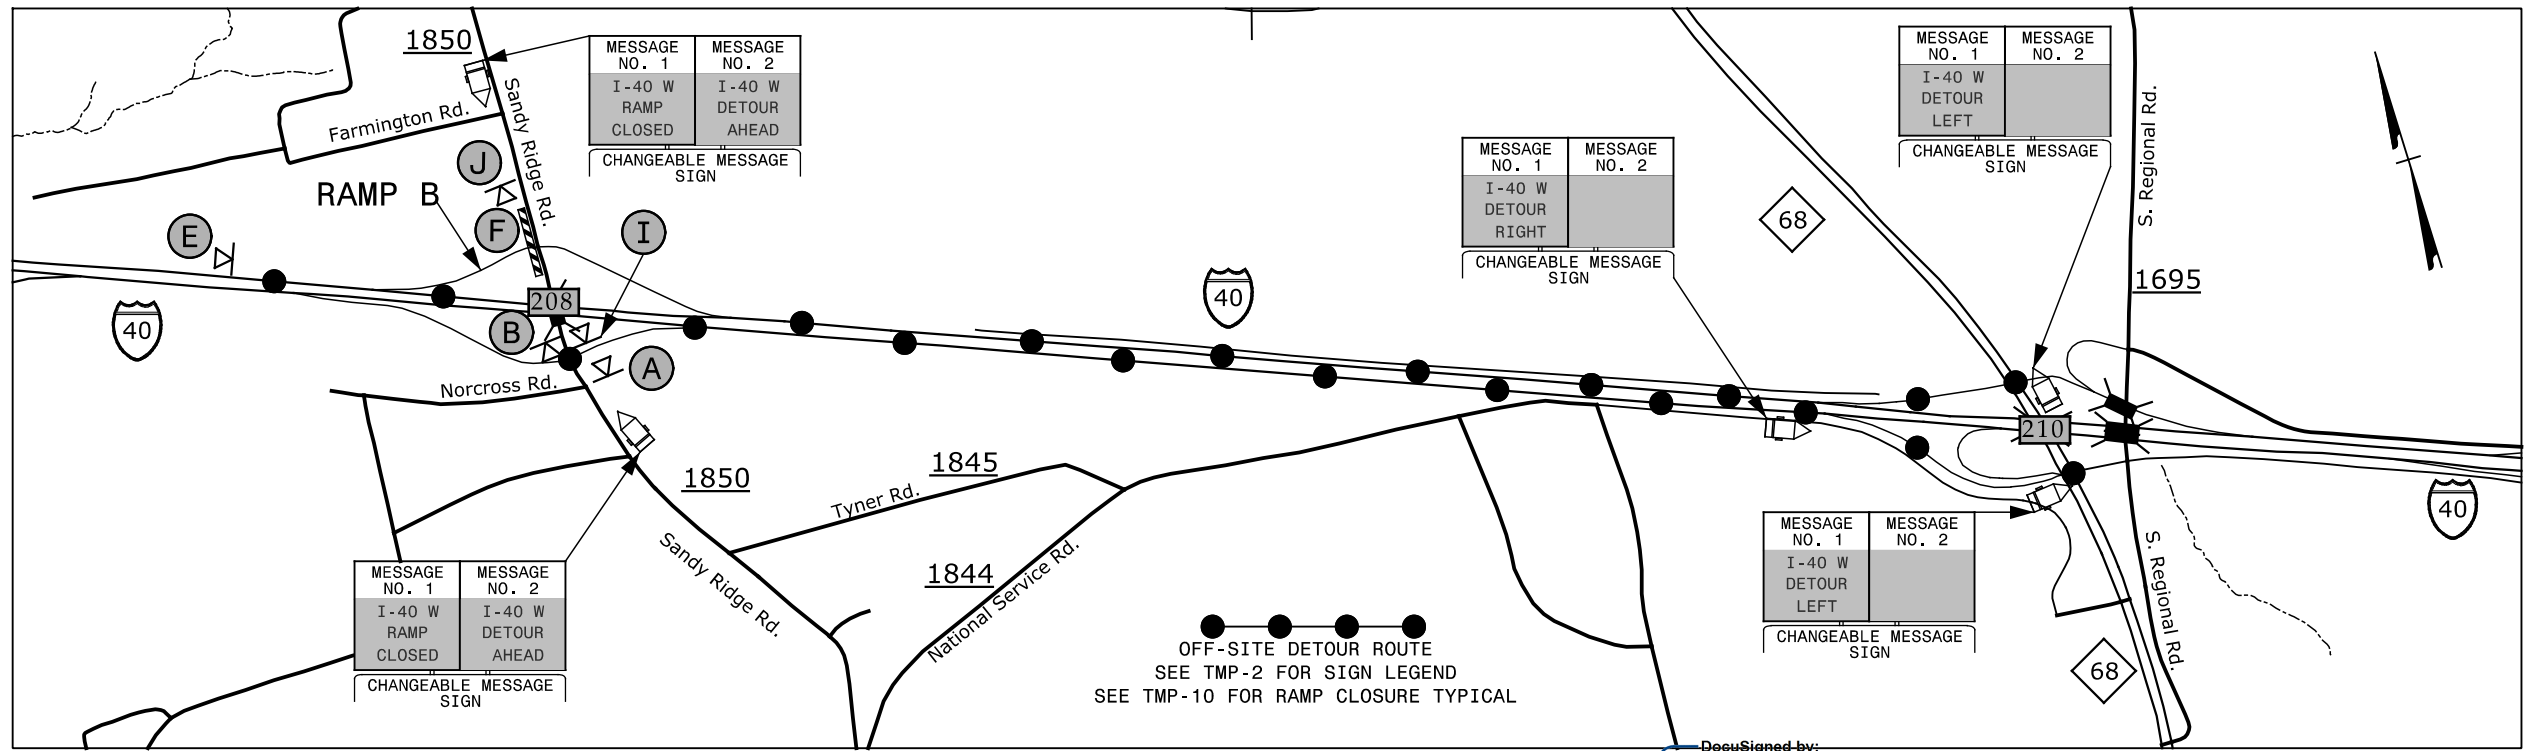 1850
MESSAGE NO. 1
MESSAGE NO. 2
I-40 W RAMP CLOSED
I-40 W DETOUR AHEAD
CHANGEABLE MESSAGE SIGN
Sandy Ridge Rd.
Farmington Rd.
J
RAMP B
F
E
I
208
B
A
Norcross Rd.
40
40
MESSAGE NO. 1
MESSAGE NO. 2
I-40 W DETOUR RIGHT
CHANGEABLE MESSAGE SIGN
68
MESSAGE NO. 1
MESSAGE NO. 2
I-40 W DETOUR LEFT
CHANGEABLE MESSAGE SIGN
S. Regional Rd.
1695
210
40
1850
1845
Tyner Rd.
Sandy Ridge Rd.
1844
National Service Rd.
MESSAGE NO. 1
MESSAGE NO. 2
I-40 W RAMP CLOSED
I-40 W DETOUR AHEAD
CHANGEABLE MESSAGE SIGN
OFF-SITE DETOUR ROUTE
SEE TMP-2 FOR SIGN LEGEND
SEE TMP-10 FOR RAMP CLOSURE TYPICAL
MESSAGE NO. 1
MESSAGE NO. 2
I-40 W DETOUR LEFT
CHANGEABLE MESSAGE SIGN
S. Regional Rd.
68
DocuSigned by: